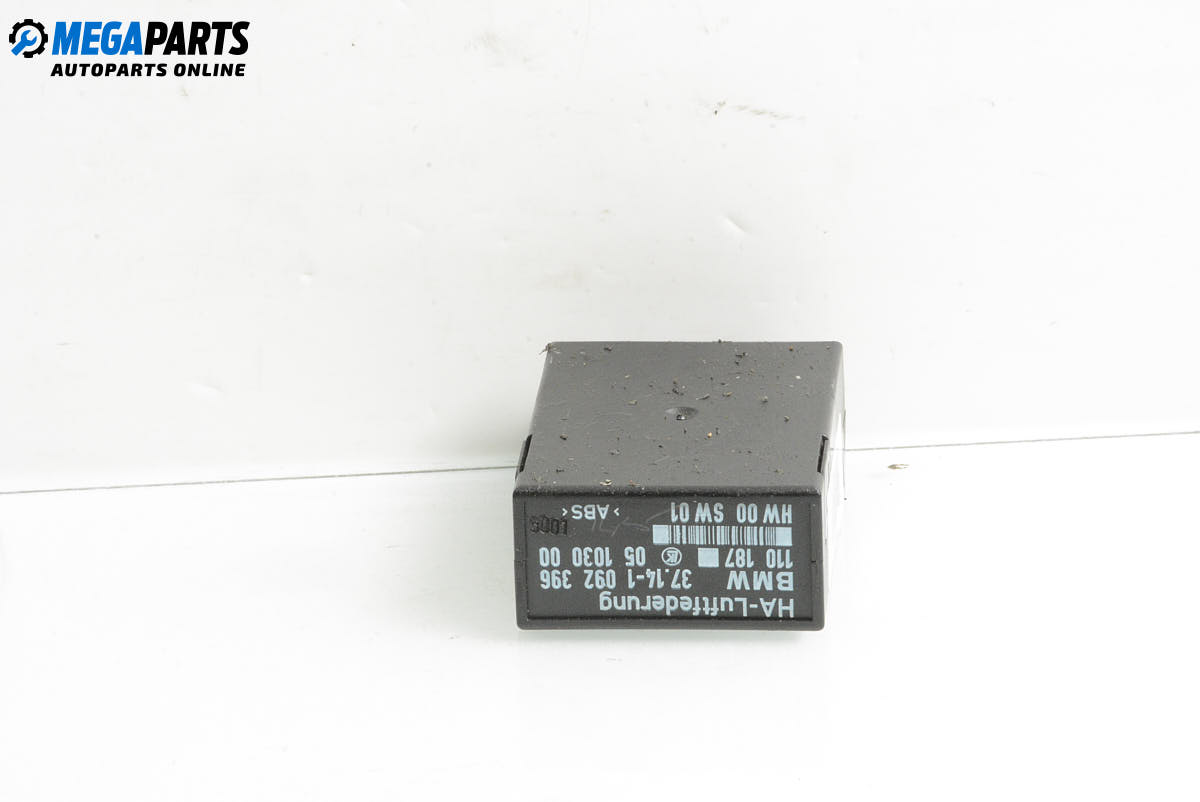 MEGAPARTS
AUTOPARTS ONLINE
HA-Luftfederung
BMW 37.14-1 092 396
110 187 05 1030 00
HW 00 SW 01 >ABS<